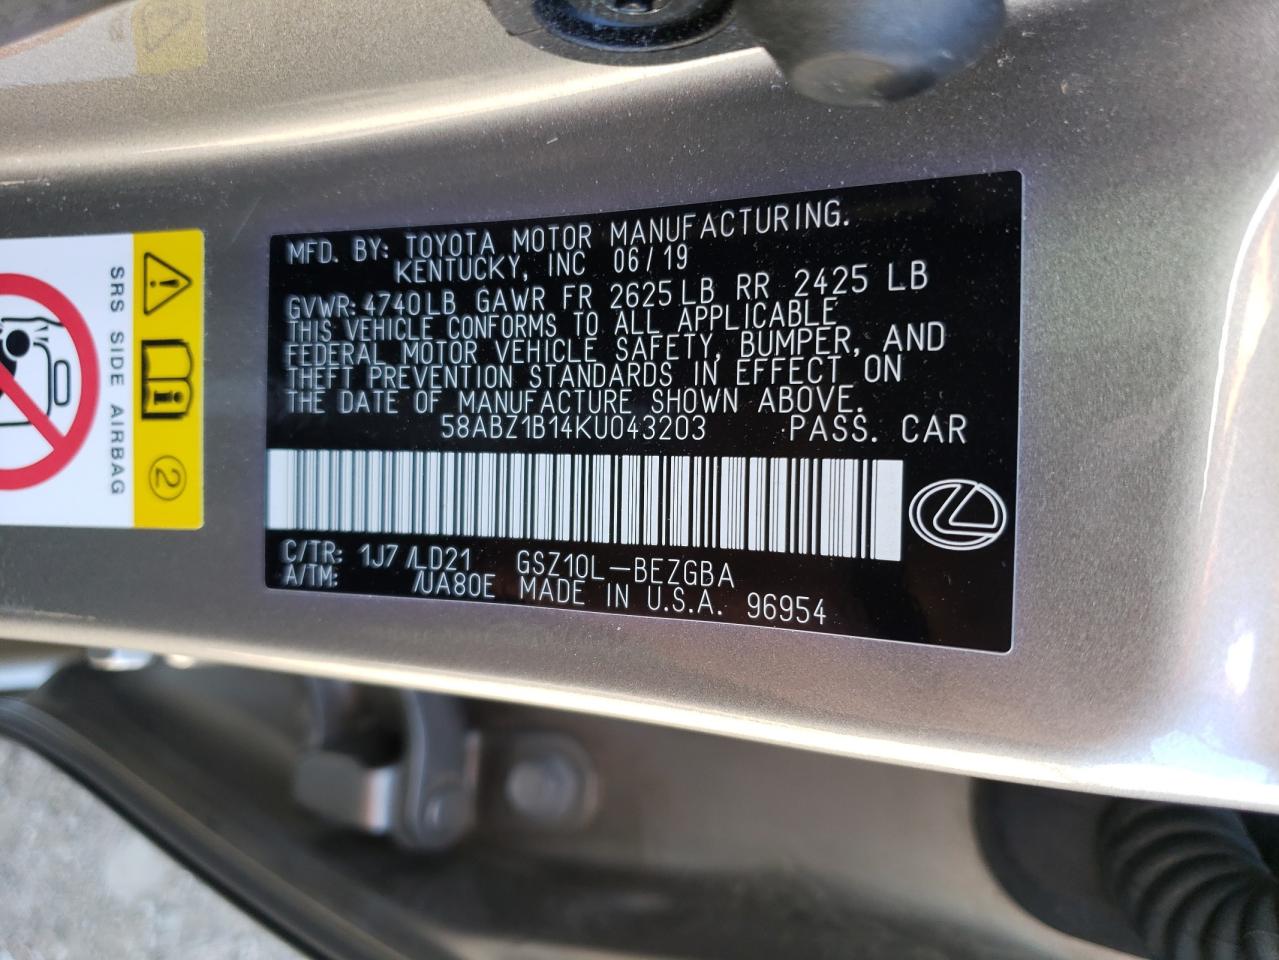 MFD. BY: TOYOTA MOTOR MANUFACTURING.
KENTUCKY, INC 06/19
GVWR: 4740LB GAWR FR 2625LB RR 2425 LB
THIS VEHICLE CONFORMS TO ALL APPLICABLE
FEDERAL MOTOR VEHICLE SAFETY, BUMPER, AND
THEFT PREVENTION STANDARDS IN EFFECT ON
THE DATE OF MANUFACTURE SHOWN ABOVE.
58ABZ1B14KU043203 PASS. CAR
C/TR: 1J7 /LD21 GSZ10L-BEZGBA
A/TM: /UA80E MADE IN U.S.A. 96954
SRS SIDE AIRBAG
2